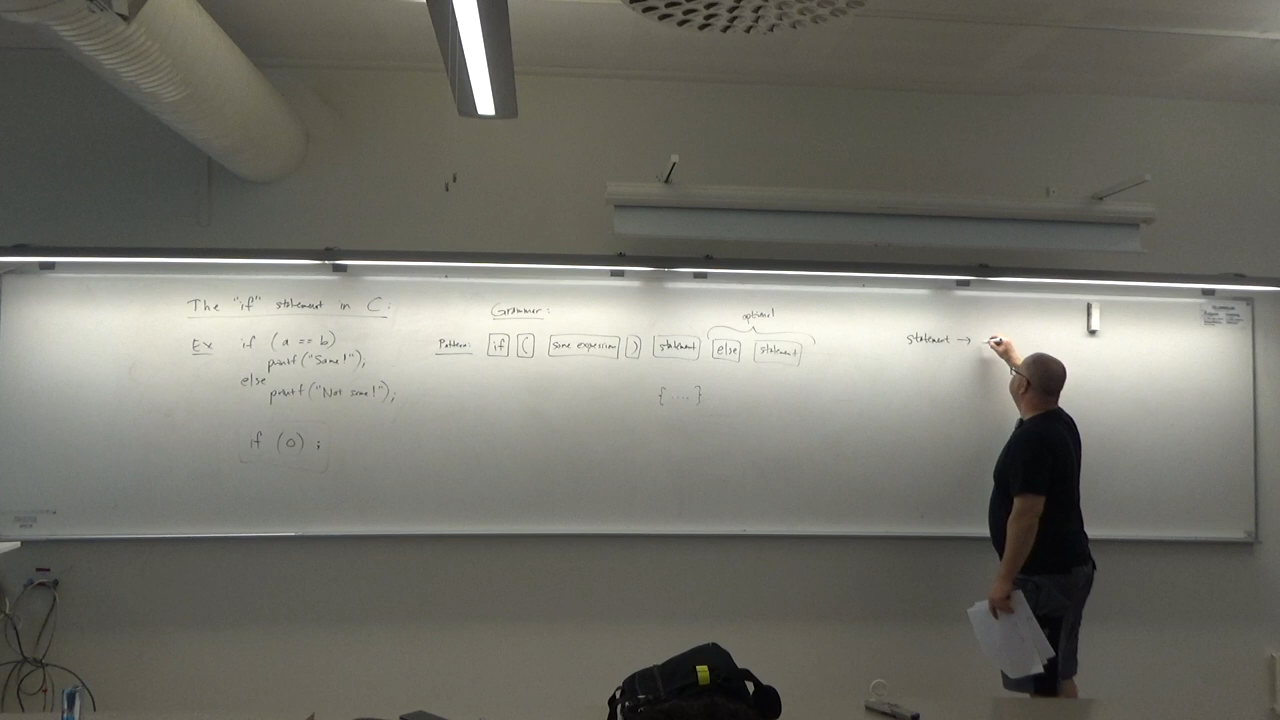 The "if" statement in C:
Ex if (a == b)
printf("Same!");
else
printf("Not same!");
if (0) ;
Grammar:
optional
Pattern: if ( some expression ) statement else statement
{ .... }
statement →